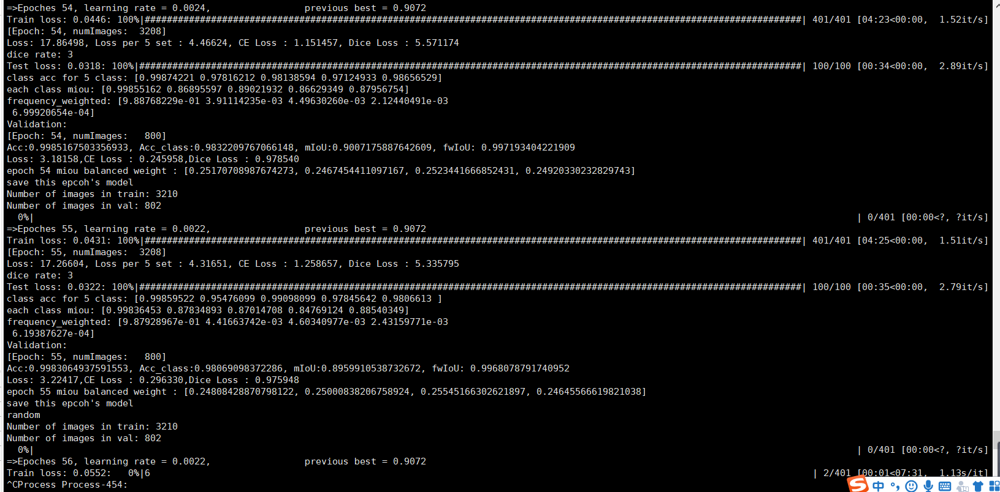 =>Epoches 54, learning rate = 0.0024,                 previous best = 0.9072
Train loss: 0.0446: 100%|#######################################################################################################################| 401/401 [04:23<00:00,  1.52it/s]
[Epoch: 54, numImages:  3208]
Loss: 17.86498, Loss per 5 set : 4.46624, CE Loss : 1.151457, Dice Loss : 5.571174
dice rate: 3
Test loss: 0.0318: 100%|########################################################################################################################| 100/100 [00:34<00:00,  2.89it/s]
class acc for 5 class: [0.99874221 0.97816212 0.98138594 0.97124933 0.98656529]
each class miou: [0.99855162 0.86895597 0.89021932 0.86629349 0.87956754]
frequency_weighted: [9.88768229e-01 3.91114235e-03 4.49630260e-03 2.12440491e-03
 6.99920654e-04]
Validation:
[Epoch: 54, numImages:   800]
Acc:0.9985167503356933, Acc_class:0.9832209767066148, mIoU:0.9007175887642609, fwIoU: 0.997193404221909
Loss: 3.18158,CE Loss : 0.245958,Dice Loss : 0.978540
epoch 54 miou balanced weight : [0.25170708987674273, 0.2467454411097167, 0.2523441666852431, 0.24920330232829743]
save this epcoh's model
Number of images in train: 3210
Number of images in val: 802
  0%|                                                                                                                                                      | 0/401 [00:00<?, ?it/s]
=>Epoches 55, learning rate = 0.0022,                 previous best = 0.9072
Train loss: 0.0431: 100%|#######################################################################################################################| 401/401 [04:25<00:00,  1.51it/s]
[Epoch: 55, numImages:  3208]
Loss: 17.26604, Loss per 5 set : 4.31651, CE Loss : 1.258657, Dice Loss : 5.335795
dice rate: 3
Test loss: 0.0322: 100%|########################################################################################################################| 100/100 [00:35<00:00,  2.79it/s]
class acc for 5 class: [0.99859522 0.95476099 0.99098099 0.97845642 0.9806613 ]
each class miou: [0.99836453 0.87834893 0.87014708 0.84769124 0.88540349]
frequency_weighted: [9.87928967e-01 4.41663742e-03 4.60340977e-03 2.43159771e-03
 6.19387627e-04]
Validation:
[Epoch: 55, numImages:   800]
Acc:0.9983064937591553, Acc_class:0.98069098372286, mIoU:0.8959910538732672, fwIoU: 0.9968078791740952
Loss: 3.22417,CE Loss : 0.296330,Dice Loss : 0.975948
epoch 55 miou balanced weight : [0.24808428870798122, 0.25000838206758924, 0.25545166302621897, 0.24645566619821038]
save this epcoh's model
random
Number of images in train: 3210
Number of images in val: 802
  0%|                                                                                                                                                      | 0/401 [00:00<?, ?it/s]
=>Epoches 56, learning rate = 0.0022,                 previous best = 0.9072
Train loss: 0.0552:   0%|6                                                                                                                        | 2/401 [00:01<07:31,  1.13s/it]
^CProcess Process-454:
S 中